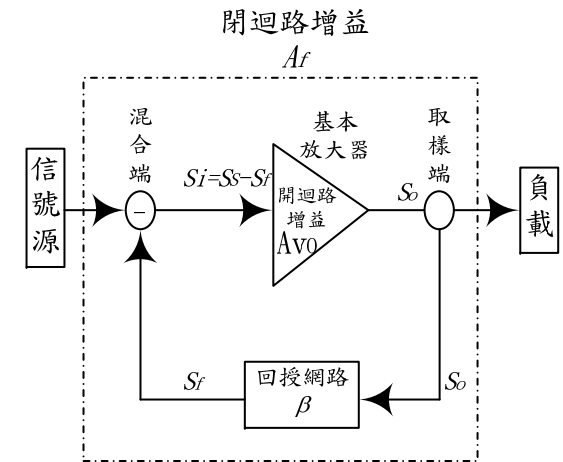 閉迴路增益
Af
混合端
基本
放大器
取樣端
信號源
Si=SS-Sf
開迴路
增益
Avo
So
負載
-
Sf
回授網路
β
So